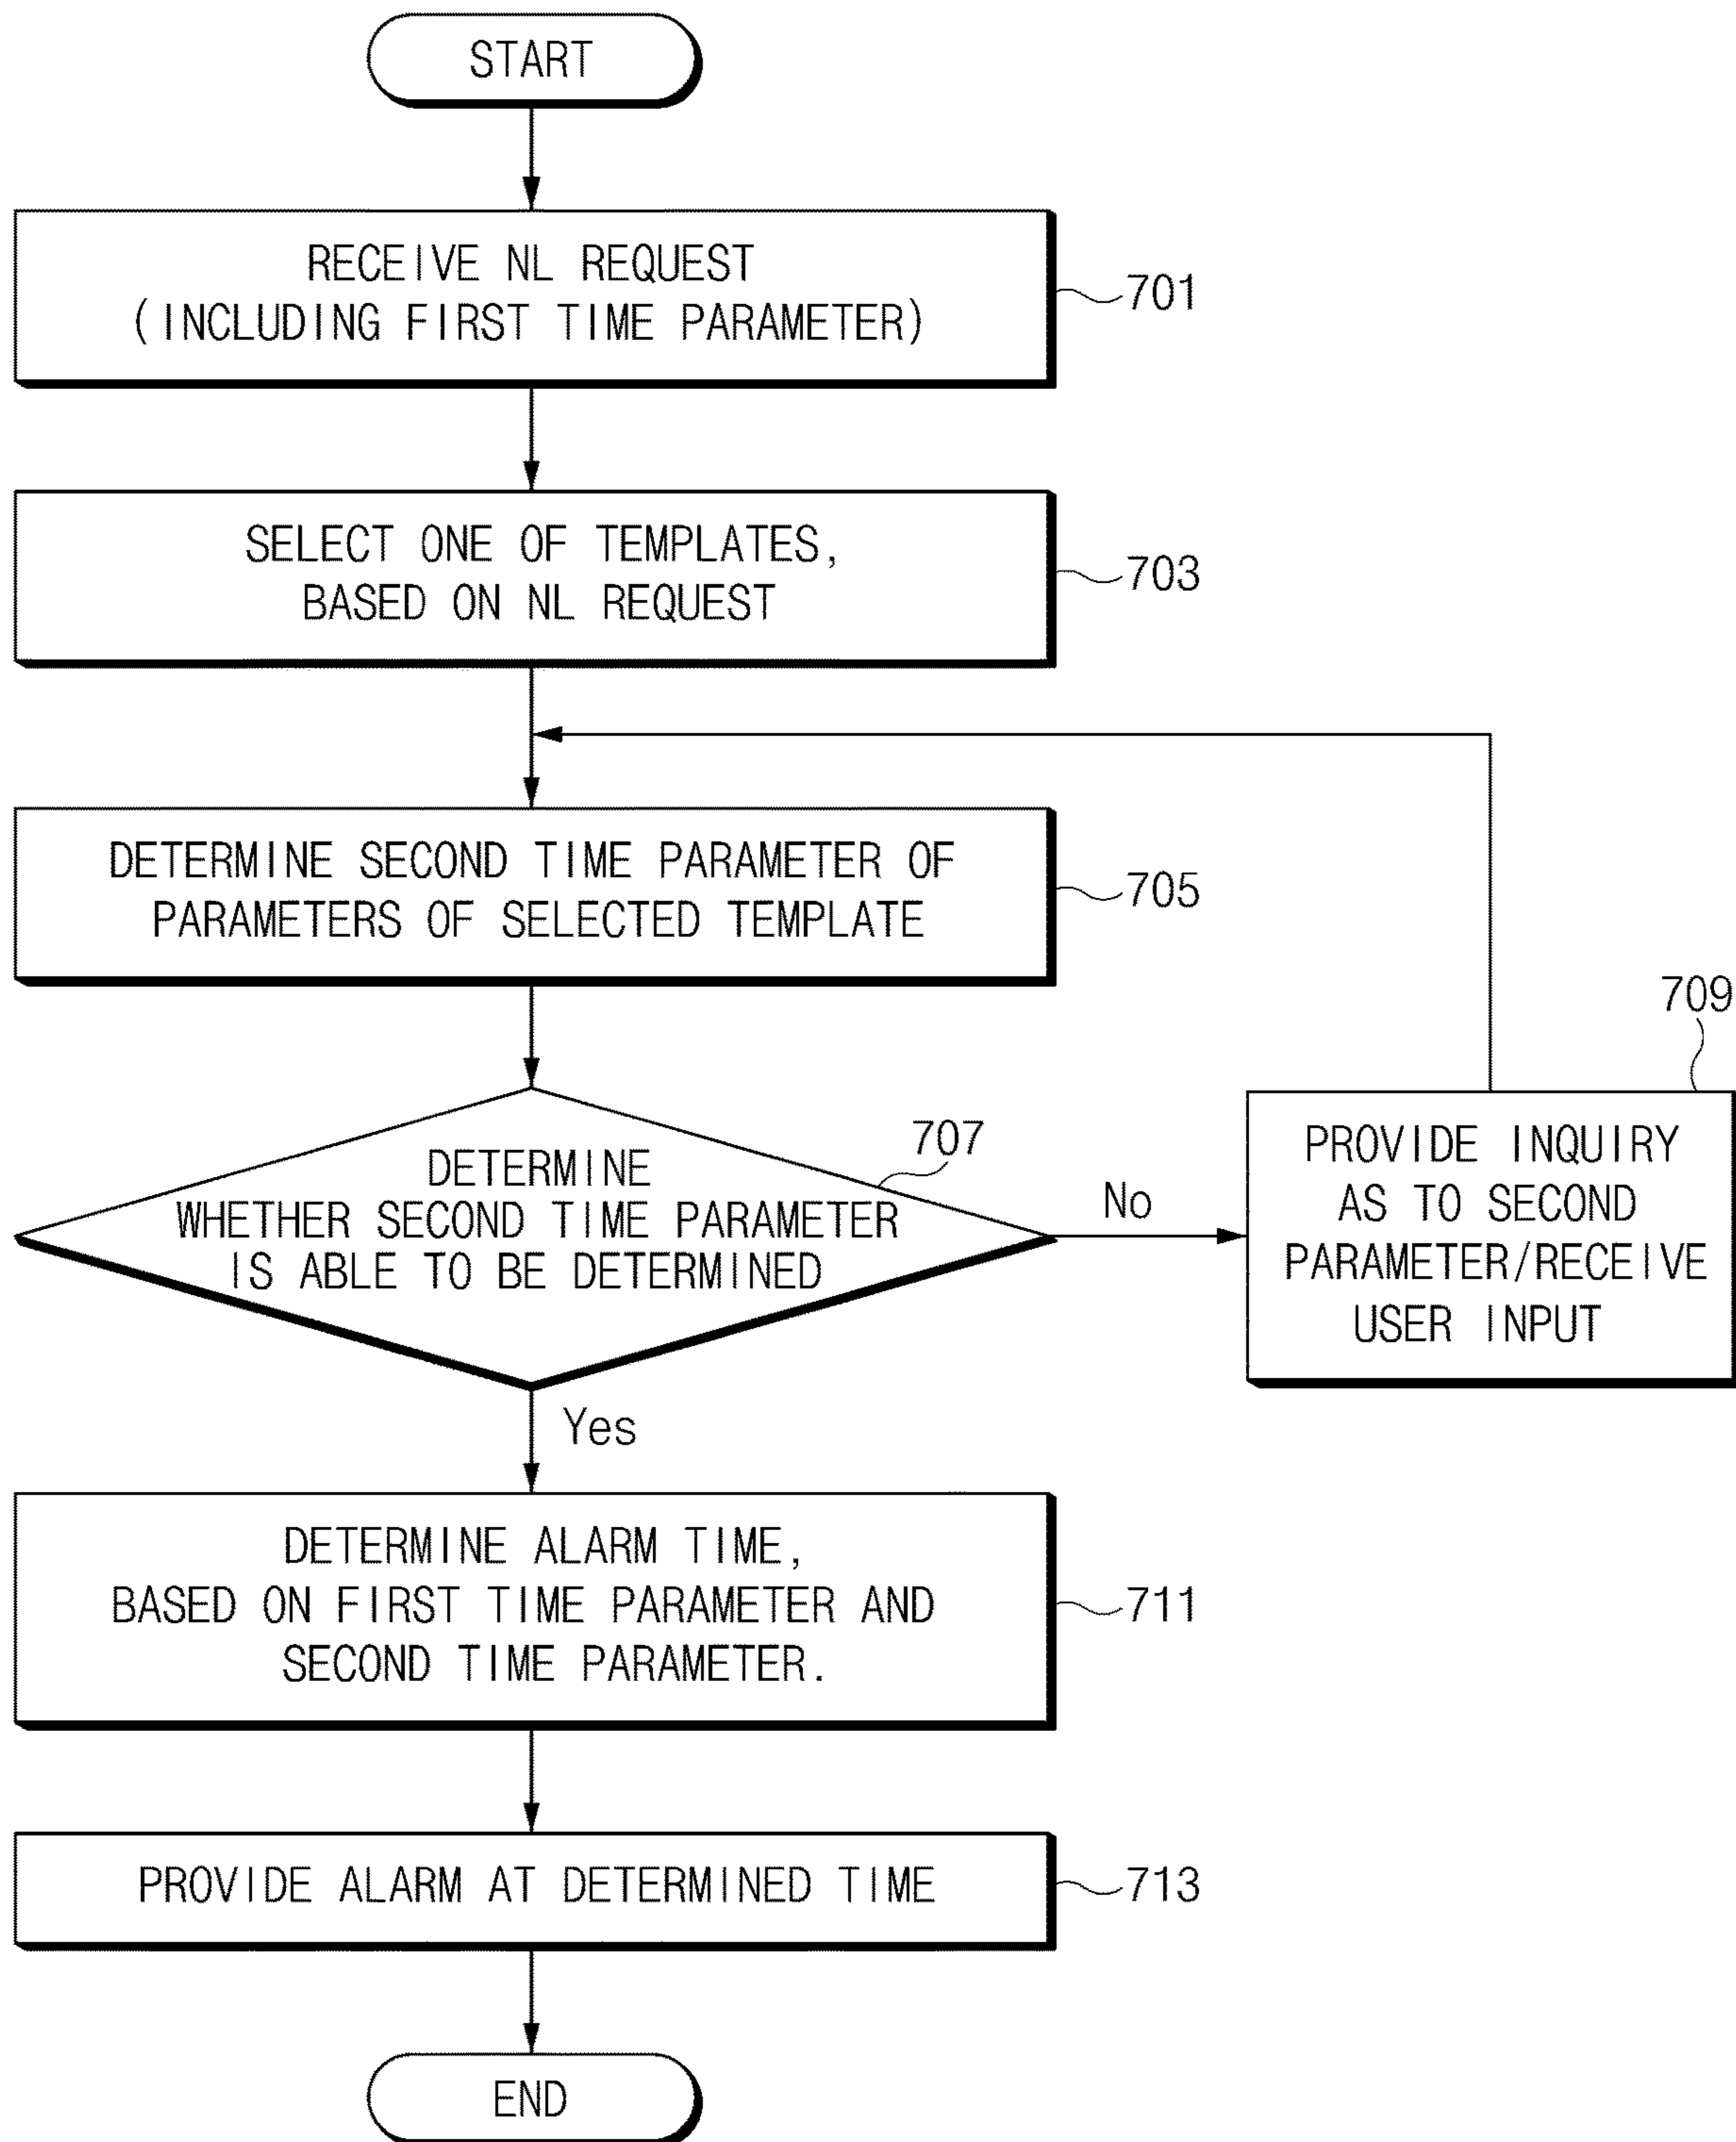 START
RECEIVE NL REQUEST
(INCLUDING FIRST TIME PARAMETER)
701
SELECT ONE OF TEMPLATES,
BASED ON NL REQUEST
703
DETERMINE SECOND TIME PARAMETER OF
PARAMETERS OF SELECTED TEMPLATE
705
DETERMINE
WHETHER SECOND TIME PARAMETER
IS ABLE TO BE DETERMINED
707
No
709
PROVIDE INQUIRY
AS TO SECOND
PARAMETER/RECEIVE
USER INPUT
Yes
DETERMINE ALARM TIME,
BASED ON FIRST TIME PARAMETER AND
SECOND TIME PARAMETER.
711
PROVIDE ALARM AT DETERMINED TIME
713
END